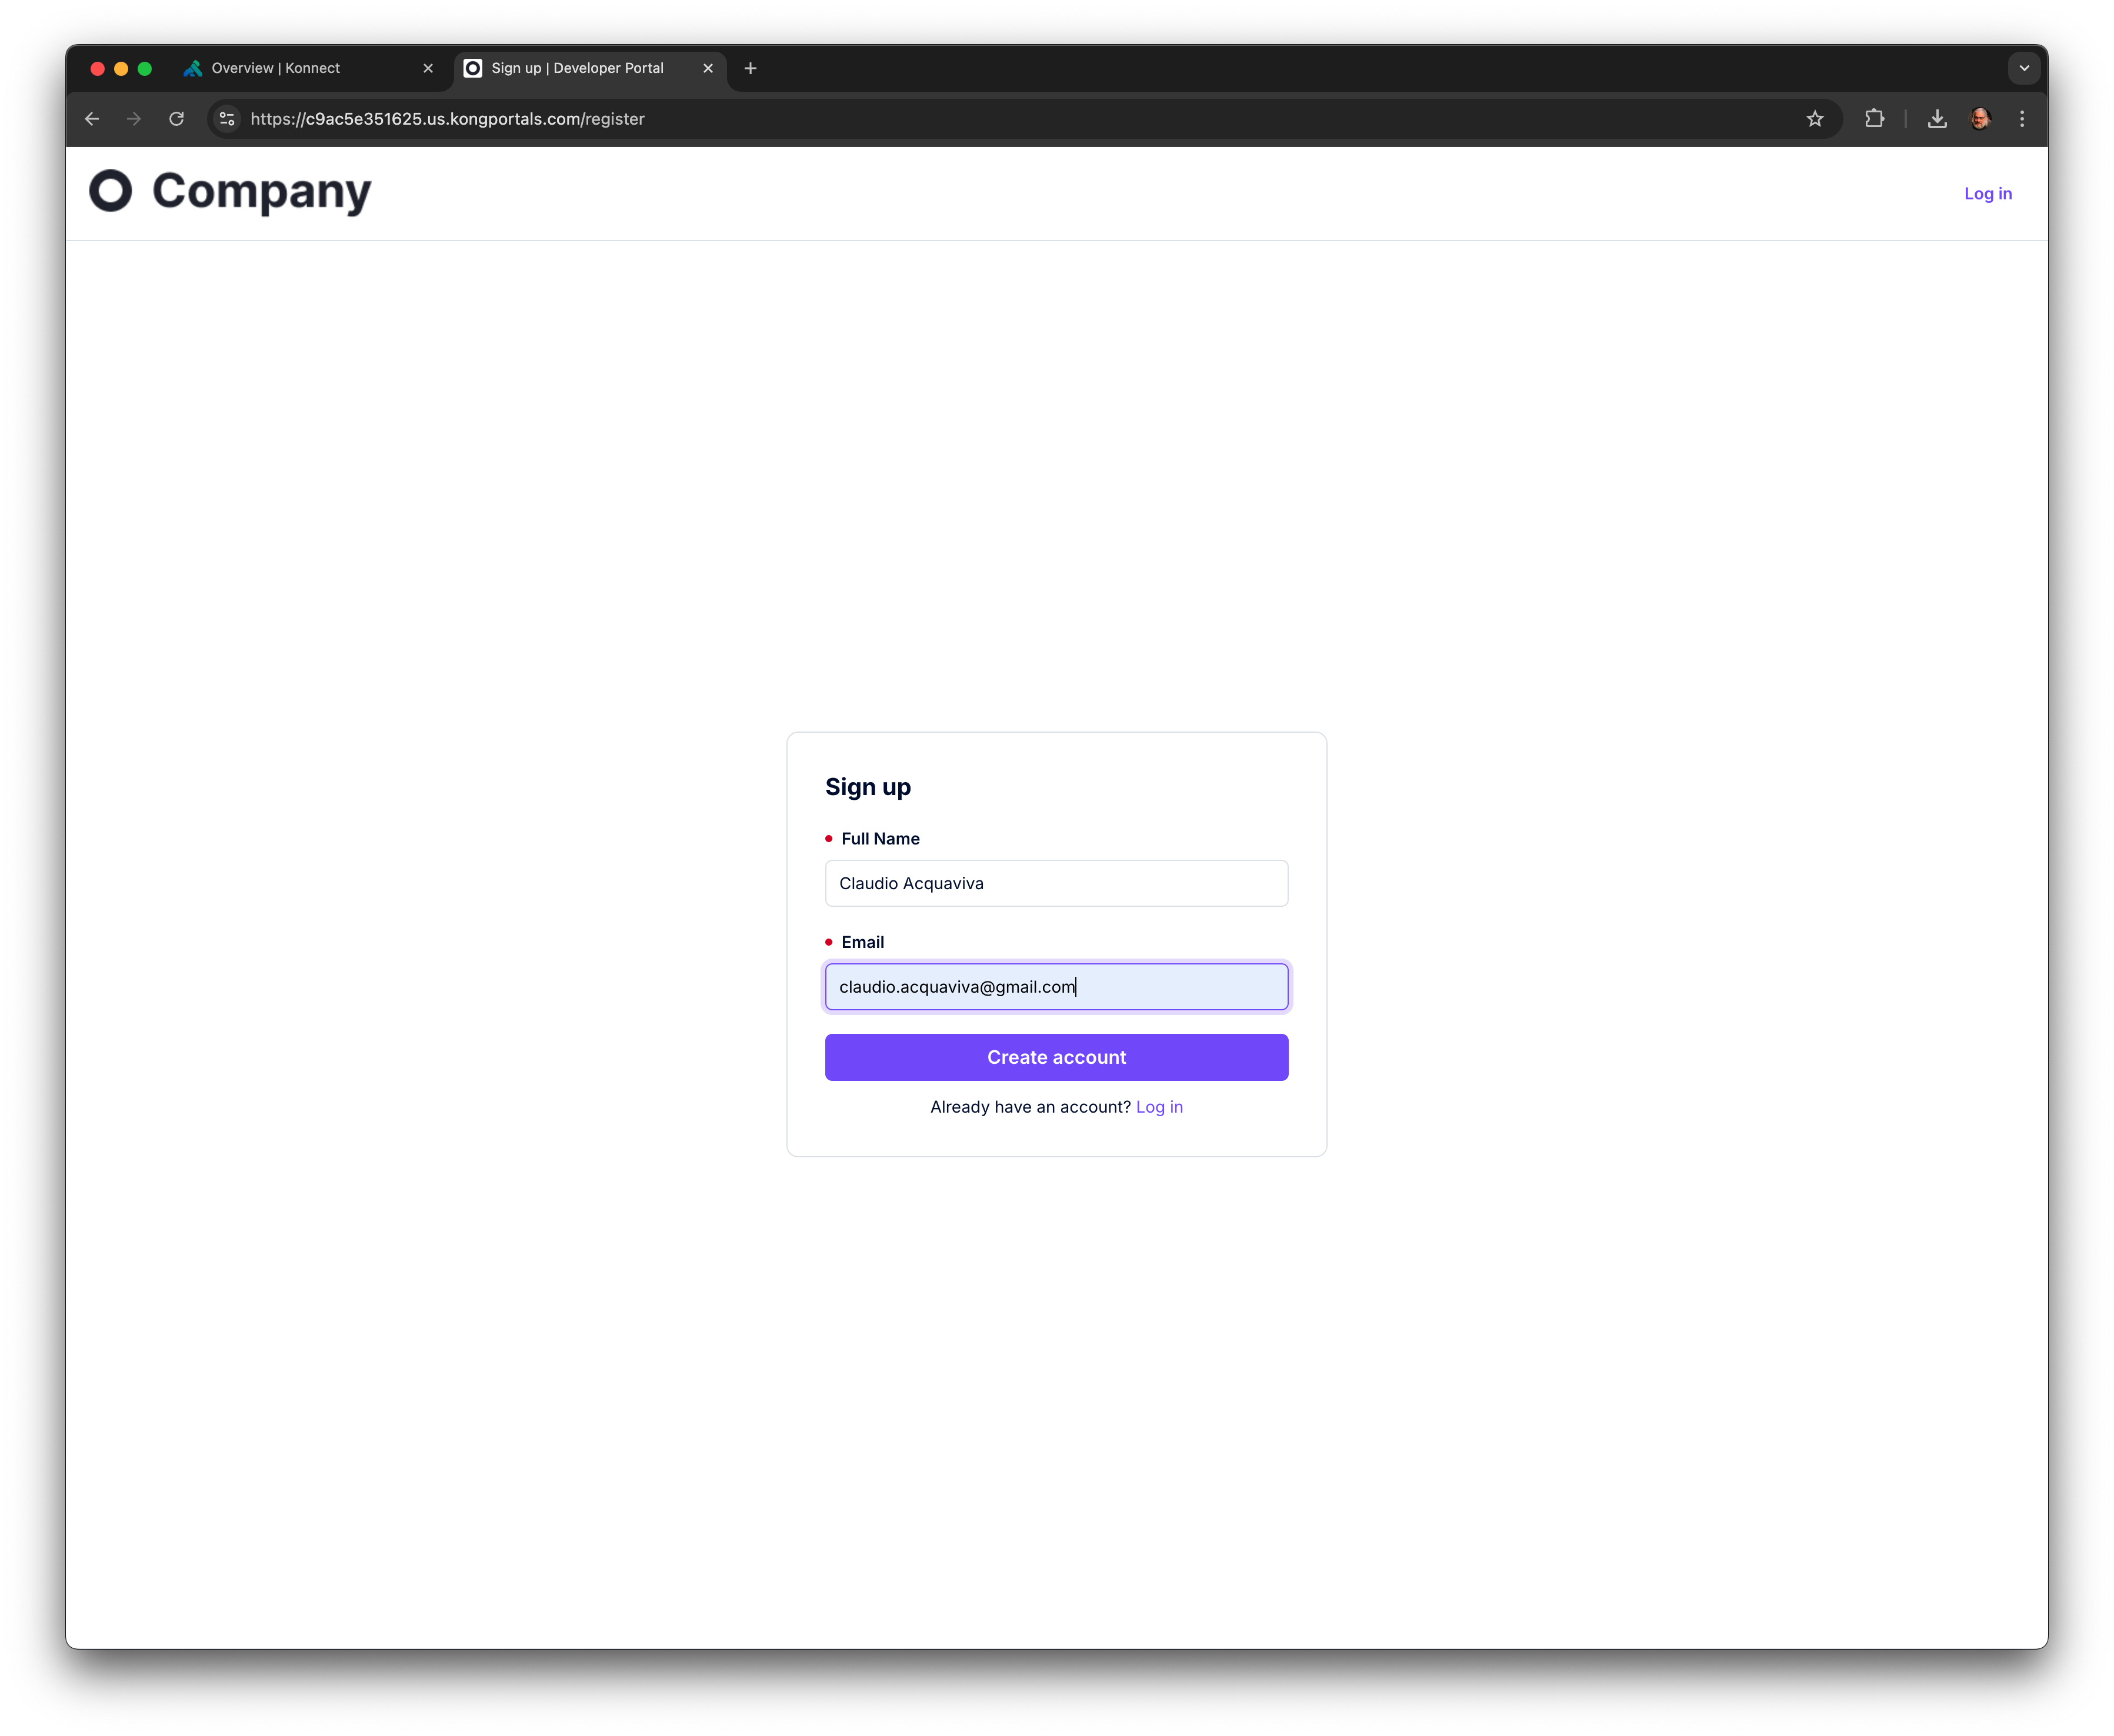 Overview | Konnect
Sign up | Developer Portal
https://c9ac5e351625.us.kongportals.com/register
Company
Log in
Sign up
Full Name
Claudio Acquaviva
Email
claudio.acquaviva@gmail.com
Create account
Already have an account? Log in